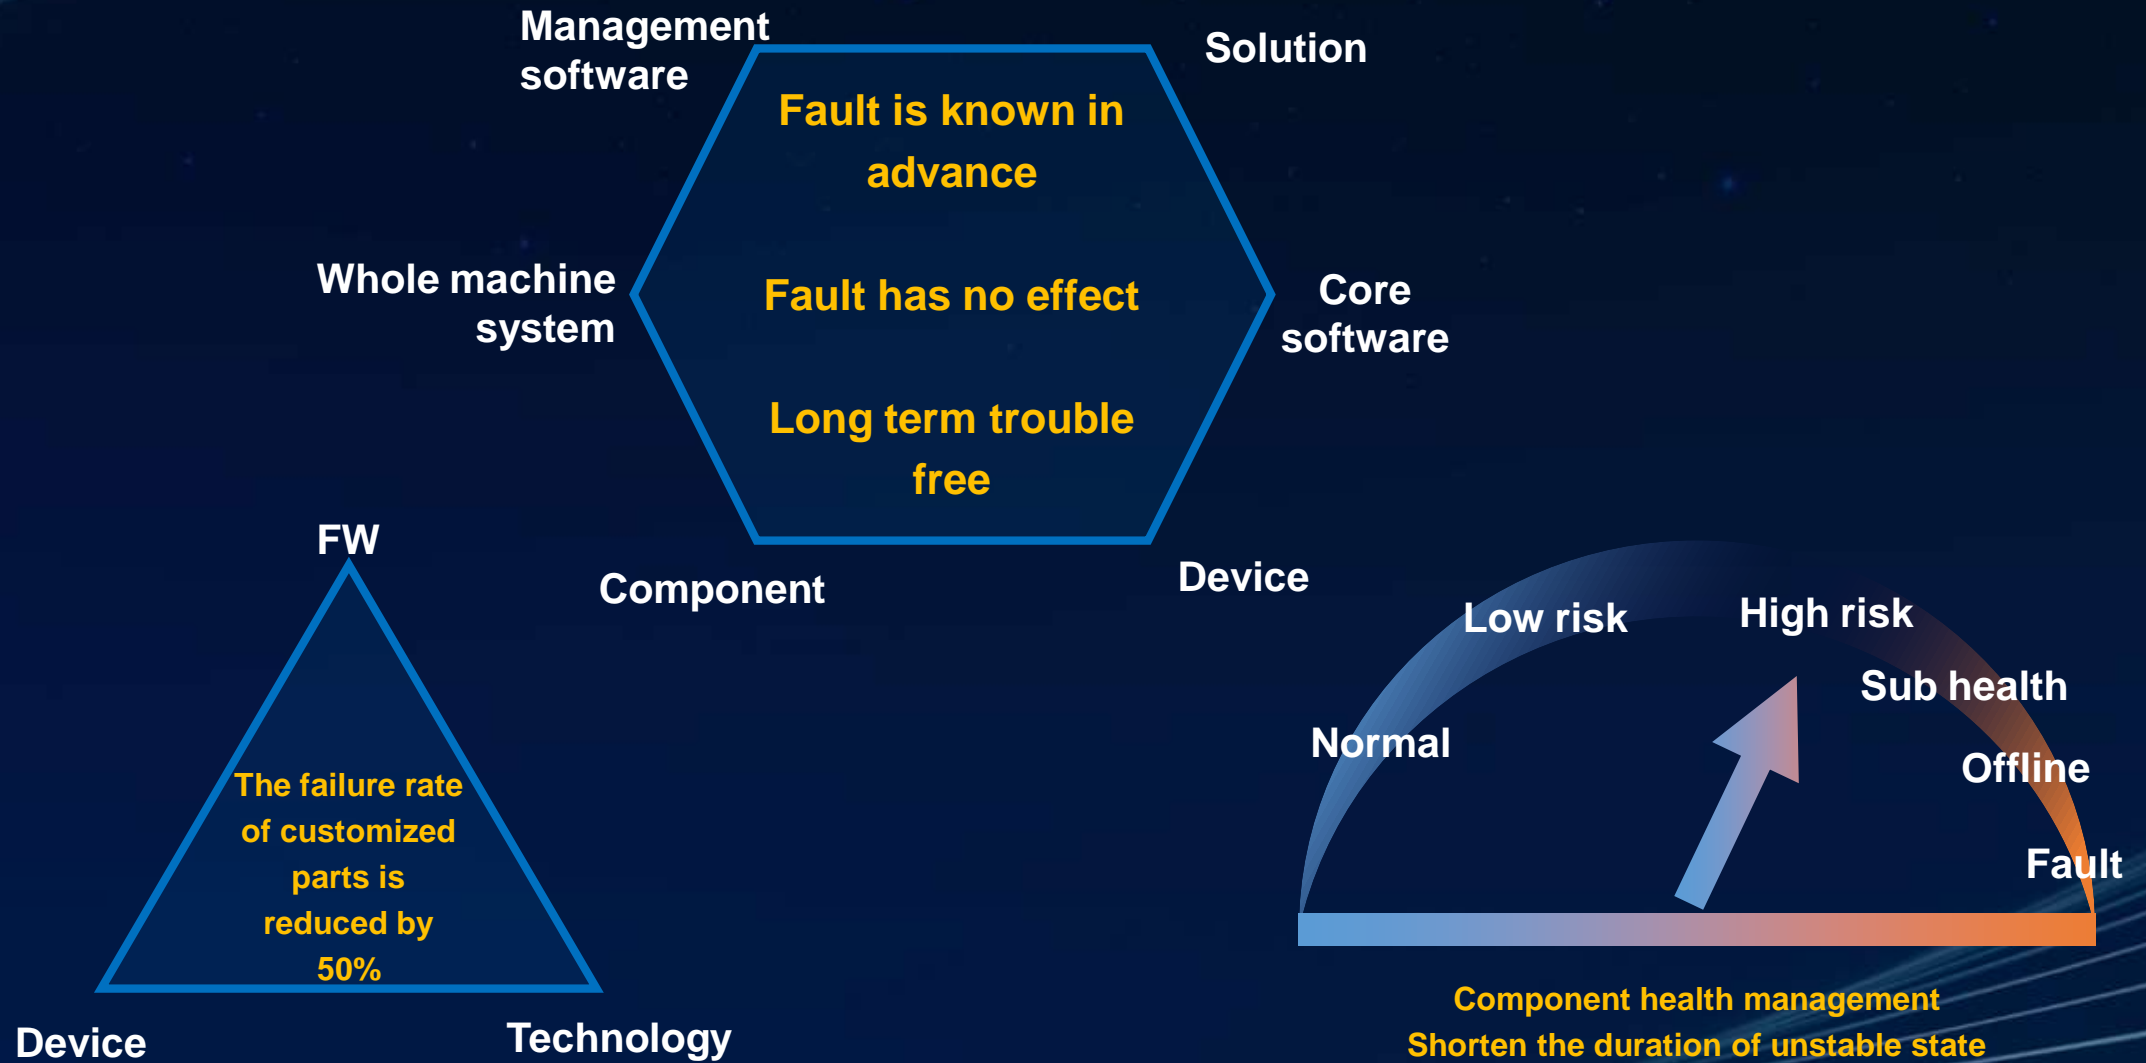 Management
software
Solution
Fault is known in
advance
Whole machine
system
Fault has no effect
Core
software
Long term trouble
free
Component
Device
FW
The failure rate
of customized
parts is
reduced by
50%
Device
Technology
Normal
Low risk
High risk
Sub health
Offline
Fault
Component health management
Shorten the duration of unstable state